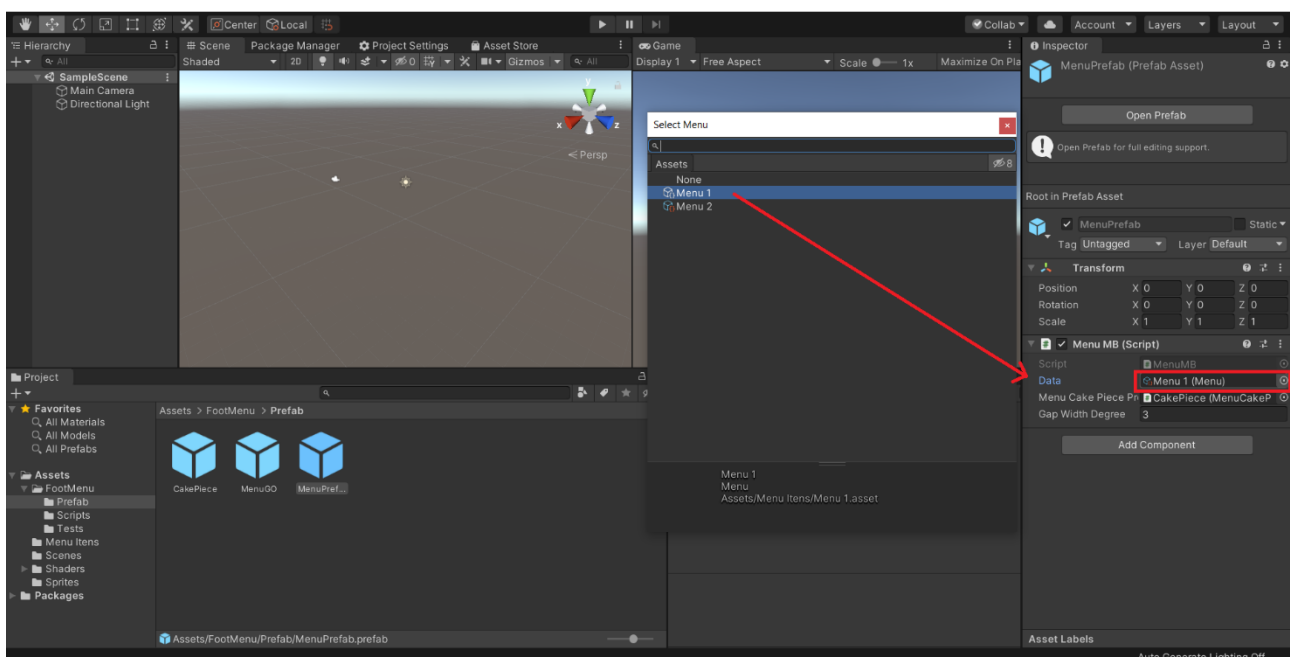 Center Local Collab Account Layers Layout
Hierarchy
All
SampleScene
Main Camera
Directional Light
Scene Package Manager Project Settings Asset Store
Shaded 2D 0 Gizmos All
y
x z
Persp
Game
Display 1 Free Aspect Scale 1x Maximize On Pla
Select Menu
Assets 8
None
Menu 1
Menu 2
Menu 1
Menu
Assets/Menu Itens/Menu 1.asset
Inspector
MenuPrefab (Prefab Asset)
Open Prefab
Open Prefab for full editing support.
Root in Prefab Asset
MenuPrefab Static
Tag Untagged Layer Default
Transform
Position X 0 Y 0 Z 0
Rotation X 0 Y 0 Z 0
Scale X 1 Y 1 Z 1
Menu MB (Script)
Script MenuMB
Data Menu 1 (Menu)
Menu Cake Piece Pr CakePiece (MenuCakeP
Gap Width Degree 3
Add Component
Asset Labels
Project
Favorites
All Materials
All Models
All Prefabs
Assets
FootMenu
Prefab
Scripts
Tests
Menu Itens
Scenes
Shaders
Sprites
Packages
Assets > FootMenu > Prefab
CakePiece MenuGO MenuPref...
Assets/FootMenu/Prefab/MenuPrefab.prefab
Auto Generate Lighting Off